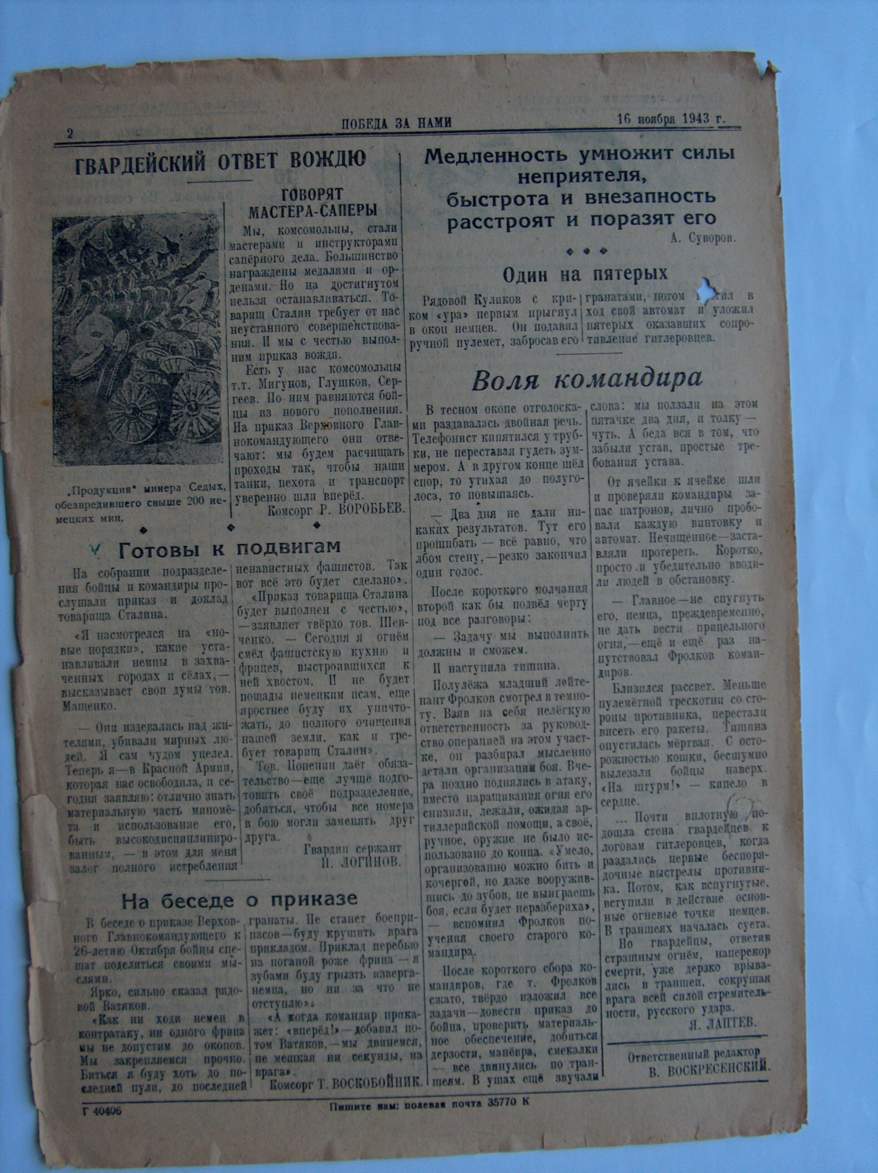 2
ПОБЕДА ЗА НАМИ
16 ноября 1943 г.
ГВАРДЕЙСКИЙ ОТВЕТ ВОЖДЮ
„Продукция“ минера Седых,
обезвредившего свыше 200 не-
мецких мин.
ГОВОРЯТ
МАСТЕРА-САПЕРЫ
Мы, комсомольцы, стали
мастерами и инструкторами
сапёрного дела. Большинство
награждены медалями и ор-
денами. Но на достигнутом
нельзя останавливаться. То-
варищ Сталин требует от нас
неустанного совершенствова-
ния. И мы с честью выпол-
ним приказ вождя.
Есть у нас комсомольцы
т.т. Мигунов, Глушков, Сер-
геев. По ним равняются бой-
цы из нового пополнения.
На приказ Верховного Глав-
нокомандующего они отве-
чают: мы будем расчищать
проходы так, чтобы наши
танки, пехота и транспорт
уверенно шли вперёд.
Комсорг Р. ВОРОБЬЕВ.
Готовы к подвигам
На собрании подразделе-
ния бойцы и командиры про-
слушали приказ и доклад
товарища Сталина.
«Я насмотрелся на «но-
вые порядки», какие уста-
навливали немцы в захва-
ченных городах и сёлах,—
высказывает свои думы тов.
Мащенко.
— Они издевались над жи-
телями, убивали мирных лю-
дей. Я сам чудом уцелел.
Теперь я—в Красной Армии,
которая нас освободила, и се-
годня заявляю: отлично знать
материальную часть миномё-
та и использование его,
быть высокодисциплиниро-
ванным, — в этом для меня
залог полного истребления
ненавистных фашистов. Так
вот всё это будет сделано».
«Приказ товарища Сталина
будет выполнен с честью»,
—заявляет твёрдо тов. Шев-
ченко. — Сегодня я огнём
смёл фашистскую кухню и
фрицев, выстроившихся к
ней хвостом. И не будет
пощады немецким псам, еще
яростнее буду их уничто-
жать, до полного очищения
нашей земли, как и тре-
бует товарищ Сталин».
Тов. Попенин даёт обяза-
тельство—еще лучше подго-
товить своё подразделение,
добиться, чтобы все номера
в бою могли заменять друг
друга.
Гвардии сержант
И. ЛОГИНОВ.
На беседе о приказе
В беседе о приказе Верхов-
ного Главнокомандующего к
26-летию Октября бойцы спе-
шат поделиться своими мы-
слями.
Ярко, сильно сказал рядо-
вой Ватяков.
«Как ни ходи немец в
контратаку, ни одного фрица
мы не допустим до окопов.
Мы закрепляемся прочно.
Биться я буду хоть до по-
следней пули, до последней
гранаты. Не станет боепри-
пасов—буду крушить врага
прикладом. Приклад перебью
на поганой роже фрица—я
зубами буду грызть изверга-
немца, но ни за что не
отступлю».
«А когда командир прика-
жет: «вперёд!»—добавил по-
том Ватяков,—мы двинемся,
не мешкая ни секунды, на
врага».
Комсорг Т. ВОСКОБОЙНИК.
Медленность умножит силы
неприятеля,
быстрота и внезапность
расстроят и поразят его
А. Суворов.
Один на пятерых
Рядовой Куликов с кри-
ком «ура» первым прыгнул
в окоп немцев. Он подавил
ручной пулемет, забросав его
гранатами, потом в
ход свой автомат и уложил
пятерых оказавших сопро-
тивление гитлеровцев.
Воля командира
В тесном окопе отголоска-
ми раздавалась двойная речь.
Телефонист кипятился у труб-
ки, не переставая гудеть зум-
мером. А в другом конце шёл
спор, то утихая до полуго-
лоса, то повышаясь.
— Два дня не дали ни-
каких результатов. Тут его
прошибать — всё равно, что
лбом стену,—резко закончил
один голос.
После короткого молчания
второй как бы подвёл черту
под все разговоры:
— Задачу мы выполнить
должны и сможем.
И наступила тишина.
Полулёжа младший лейте-
нант Фролков смотрел в темно-
ту. Взяв на себя нелёгкую
ответственность за руковод-
ство операцией на этом участ-
ке, он разбирал мысленно
детали организации боя. Вче-
ра поздно поднялись в атаку,
вместо наращивания огня его
снизили, лежали, ожидая ар-
тиллерийской помощи, а своё,
ручное, оружие не было ис-
пользовано до конца. «Умело,
организованно можно бить и
кочергой, но даже вооружив-
шись до зубов, не выиграешь
боя, если будет неразбериха»,
— вспомнил Фролков по-
учения своего старого ко-
мандира.
После короткого сбора ко-
мандиров, где т. Фролков
сжато, твёрдо изложил все
задачи—довести приказ до
бойца, проверить материаль-
ное обеспечение, добиться
дерзости, манёвра, смекалки
— все двинулись по тран-
шеям. В ушах ещё звучали
слова: мы ползали на этом
пятачке два дня, и толку—
чуть. А беда вся в том, что
забыли устав, простые тре-
бования устава.
От ячейки к ячейке шли
и проверяли командиры за-
пас патронов, лично пробо-
вали каждую винтовку и
автомат. Нечищенное—заста-
вляли протереть. Коротко,
просто и убедительно вводи-
ли людей в обстановку.
— Главное—не спугнуть
его, немца, преждевременно,
не дать вести прицельного
огня,—ещё и еще раз на-
путствовал Фролков коман-
диров.
Близился рассвет. Меньше
пулемётной трескотни со сто-
роны противника, перестали
висеть его ракеты. Тишина
опустилась мёртвая. С осто-
рожностью кошки, бесшумно
вылезали бойцы наверх.
«На штурм!» — кипело в
сердце.
... Почти вплотную по-
дошла стена гвардейцев к
логовам гитлеровцев, когда
раздались первые беспоря-
дочные выстрелы противни-
ка. Потом, как вспугнутые,
вступили в действие основ-
ные огневые точки немцев.
В траншеях началась суета.
Но гвардейцы, ответив
страшным огнём, наперекор
смерти, уже дерзко врыва-
лись в траншеи, сокрушая
врага всей силой стремитель-
ности, русского удара.
Я. ЛАПТЕВ.
Ответственный редактор
В. ВОСКРЕСЕНСКИЙ.
Г 40406
Пишите нам: полевая почта 35770 К